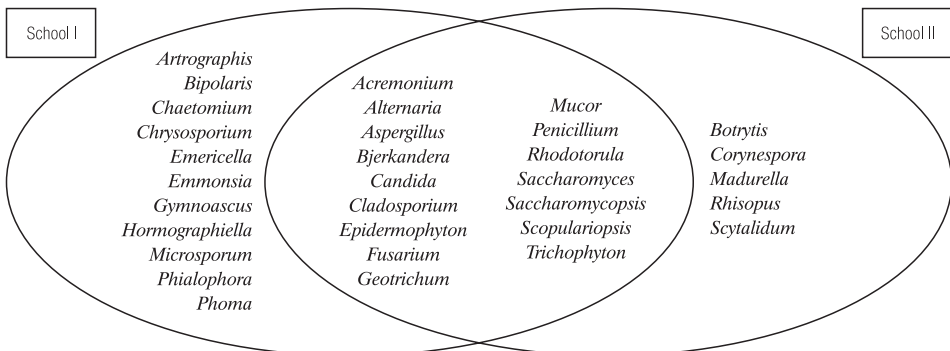 School I
School II
Artrographis
Bipolaris
Chaetomium
Chrysosporium
Emericella
Emmonsia
Gymnoascus
Hormographiella
Microsporum
Phialophora
Phoma
Acremonium
Alternaria
Aspergillus
Bjerkandera
Candida
Cladosporium
Epidermophyton
Fusarium
Geotrichum
Mucor
Penicillium
Rhodotorula
Saccharomyces
Saccharomycopsis
Scopulariopsis
Trichophyton
Botrytis
Corynespora
Madurella
Rhisopus
Scytalidum